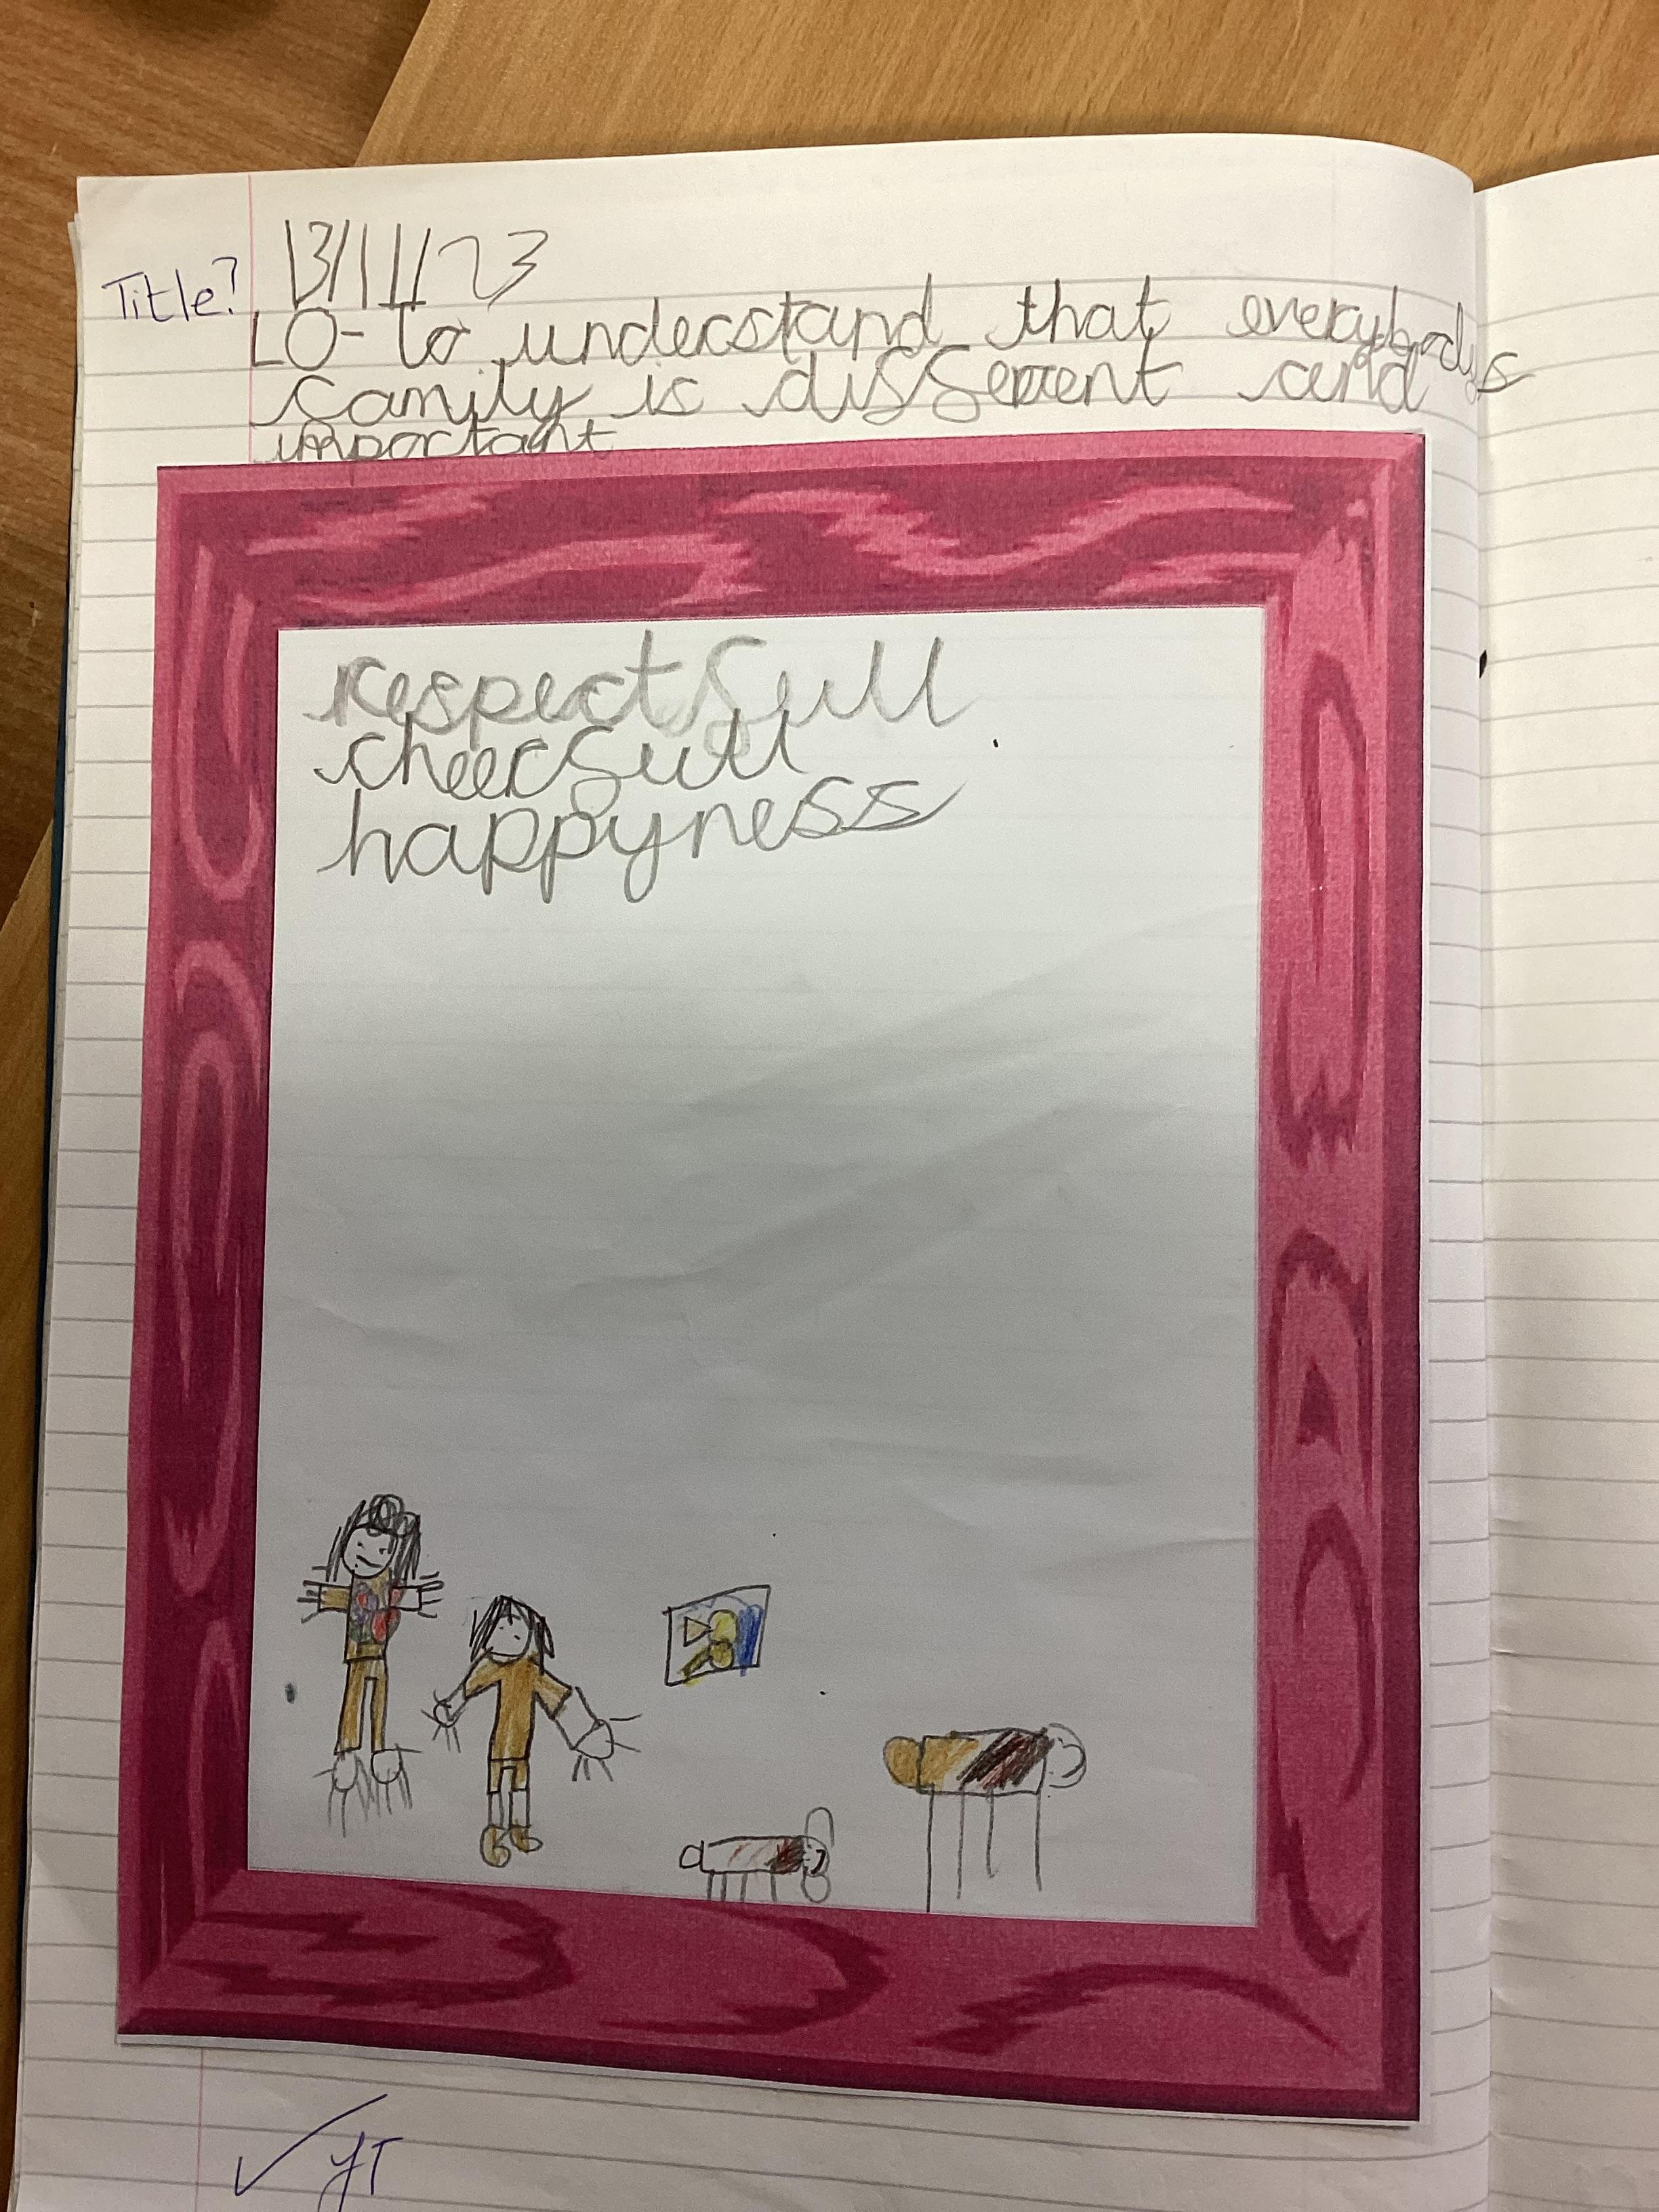 13/11/23
Title?
LO- to understand that everybodys
family is different and
important
respectfull
cheerfull
happyness
✓ YT